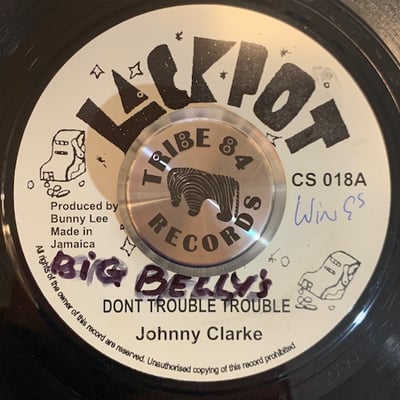 JACKPOT
TRIBE 84
RECORDS
CS 018A
Produced by
Bunny Lee
Made in
Jamaica
WinGs
BiG BELLY's
DONT TROUBLE TROUBLE
Johnny Clarke
All rights of the owner of this record are reserved. Unauthorised copying of this record prohibited